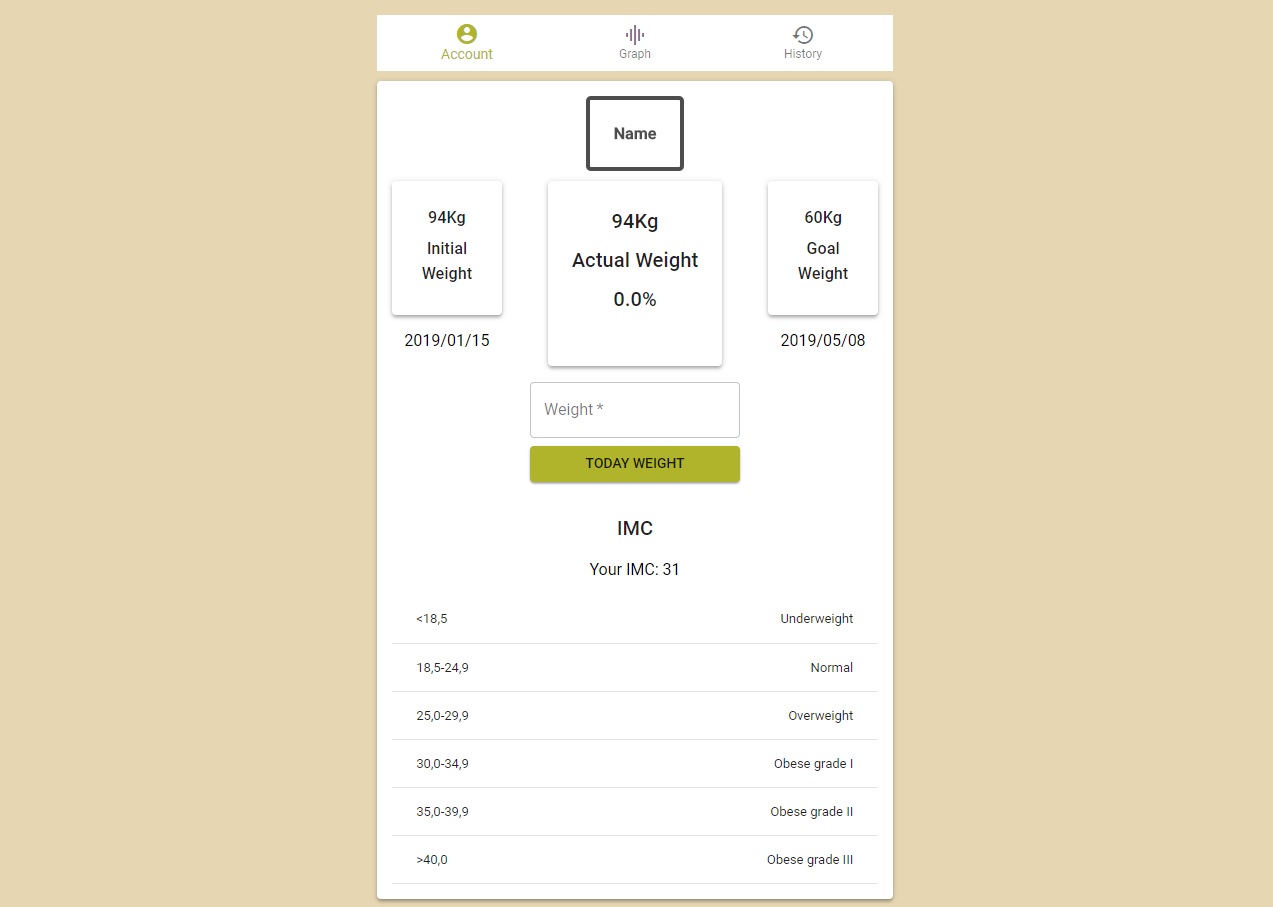 Account
Graph
History
Name
94Kg
Initial
Weight
2019/01/15
94Kg
Actual Weight
0.0%
60Kg
Goal
Weight
2019/05/08
Weight *
TODAY WEIGHT
IMC
Your IMC: 31
<18,5 Underweight
18,5-24,9 Normal
25,0-29,9 Overweight
30,0-34,9 Obese grade I
35,0-39,9 Obese grade II
>40,0 Obese grade III